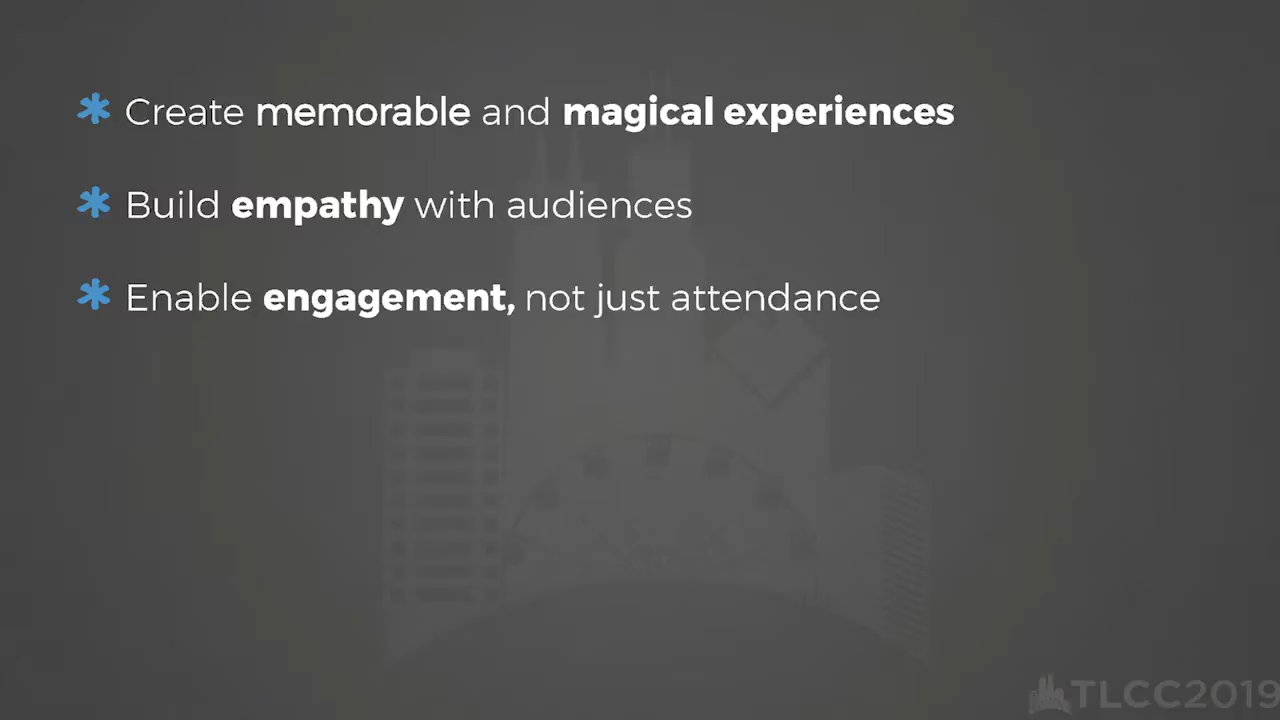 * Create memorable and magical experiences
* Build empathy with audiences
* Enable engagement, not just attendance
TLCC2019